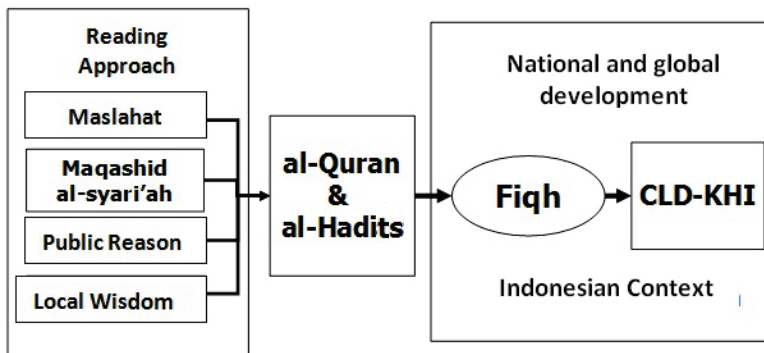 Reading
Approach
Maslahat
Maqashid
al-syari'ah
Public Reason
Local Wisdom
al-Quran
&
al-Hadits
National and global
development
Fiqh
CLD-KHI
Indonesian Context